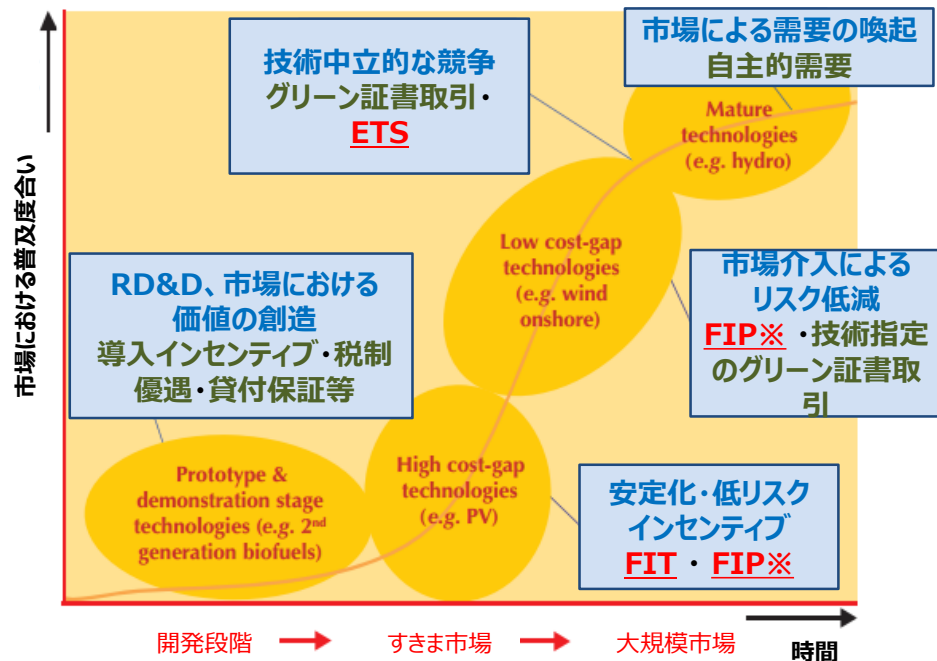 市場における普及度合い
技術中立的な競争
グリーン証書取引・
ETS
市場による需要の喚起
自主的需要
Mature
technologies
(e.g. hydro)
Low cost-gap
technologies
(e.g. wind
onshore)
市場介入による
リスク低減
FIP※・技術指定
のグリーン証書取
引
RD&D、市場における
価値の創造
導入インセンティブ・税制
優遇・貸付保証等
Prototype &
demonstration stage
technologies (e.g. 2nd
generation biofuels)
High cost-gap
technologies
(e.g. PV)
安定化・低リスク
インセンティブ
FIT ・ FIP※
開発段階 → すきま市場 → 大規模市場
時間